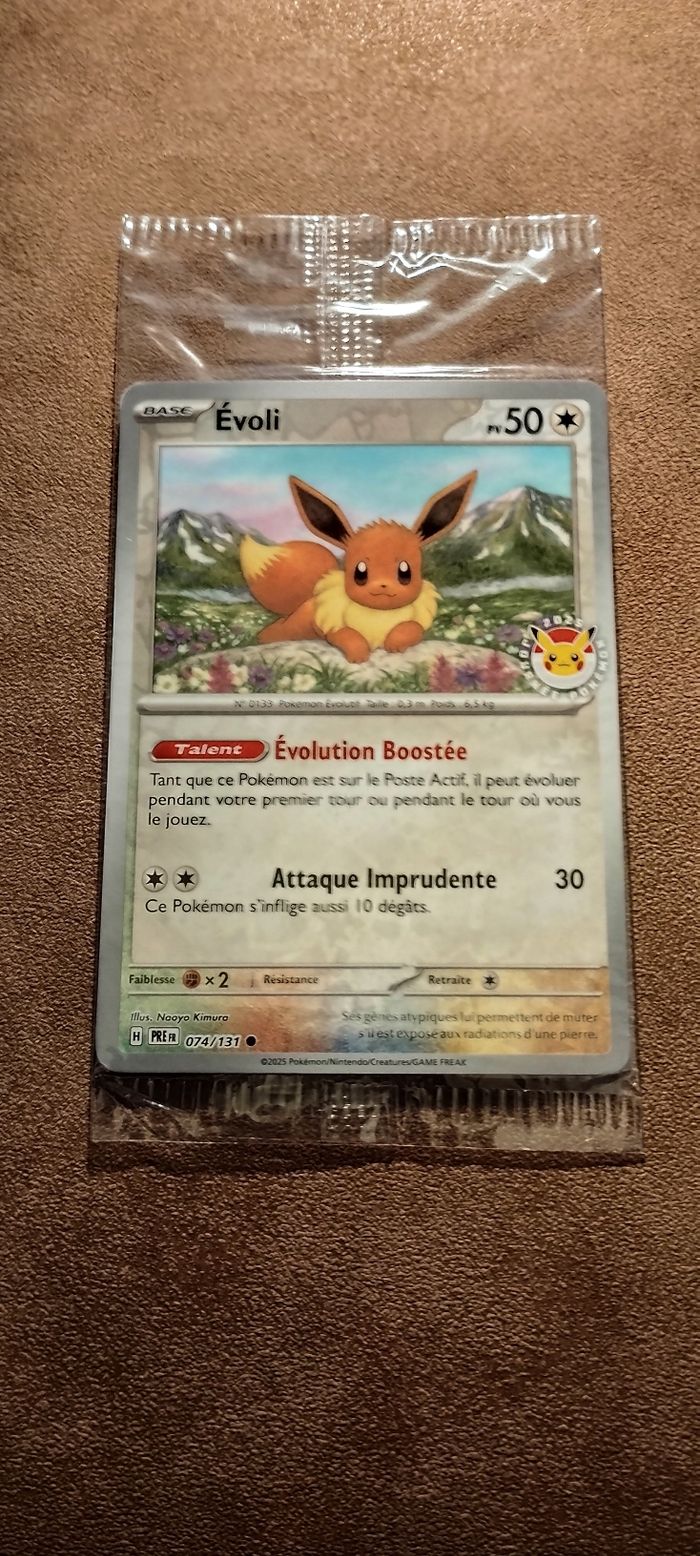 BASE Évoli PV 50
2025
N° 0133 Pokémon Évolutif Taille : 0,3 m Poids : 6,5 kg
Talent Évolution Boostée
Tant que ce Pokémon est sur le Poste Actif, il peut évoluer
pendant votre premier tour ou pendant le tour où vous
le jouez.
Attaque Imprudente 30
Ce Pokémon s'inflige aussi 10 dégâts.
Faiblesse ×2 Résistance Retraite
Illus. Naoyo Kimura
Ses gènes atypiques lui permettent de muter
s'il est exposé aux radiations d'une pierre.
H PRE FR 074/131
©2025 Pokémon/Nintendo/Creatures/GAME FREAK